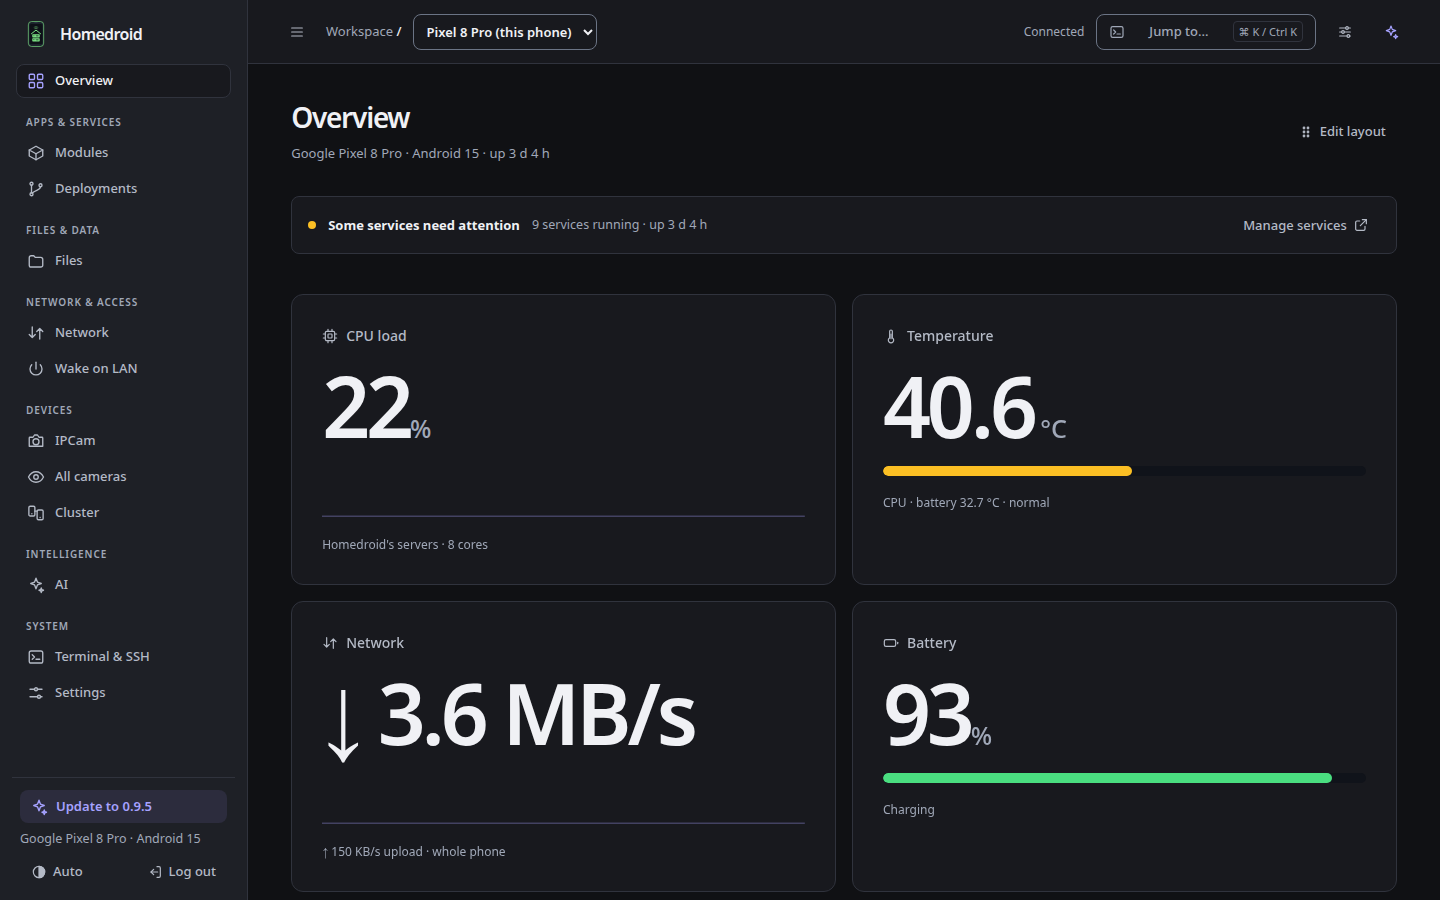 Homedroid
Overview
APPS & SERVICES
Modules
Deployments
FILES & DATA
Files
NETWORK & ACCESS
Network
Wake on LAN
DEVICES
IPCam
All cameras
Cluster
INTELLIGENCE
AI
SYSTEM
Terminal & SSH
Settings
Update to 0.9.5
Google Pixel 8 Pro · Android 15
Auto
Log out
Workspace /
Pixel 8 Pro (this phone)
Connected
Jump to...
⌘ K / Ctrl K
Overview
Google Pixel 8 Pro · Android 15 · up 3 d 4 h
Edit layout
Some services need attention
9 services running · up 3 d 4 h
Manage services
CPU load
22%
Homedroid's servers · 8 cores
Temperature
40.6 °C
CPU · battery 32.7 °C · normal
Network
↓ 3.6 MB/s
↑ 150 KB/s upload · whole phone
Battery
93%
Charging